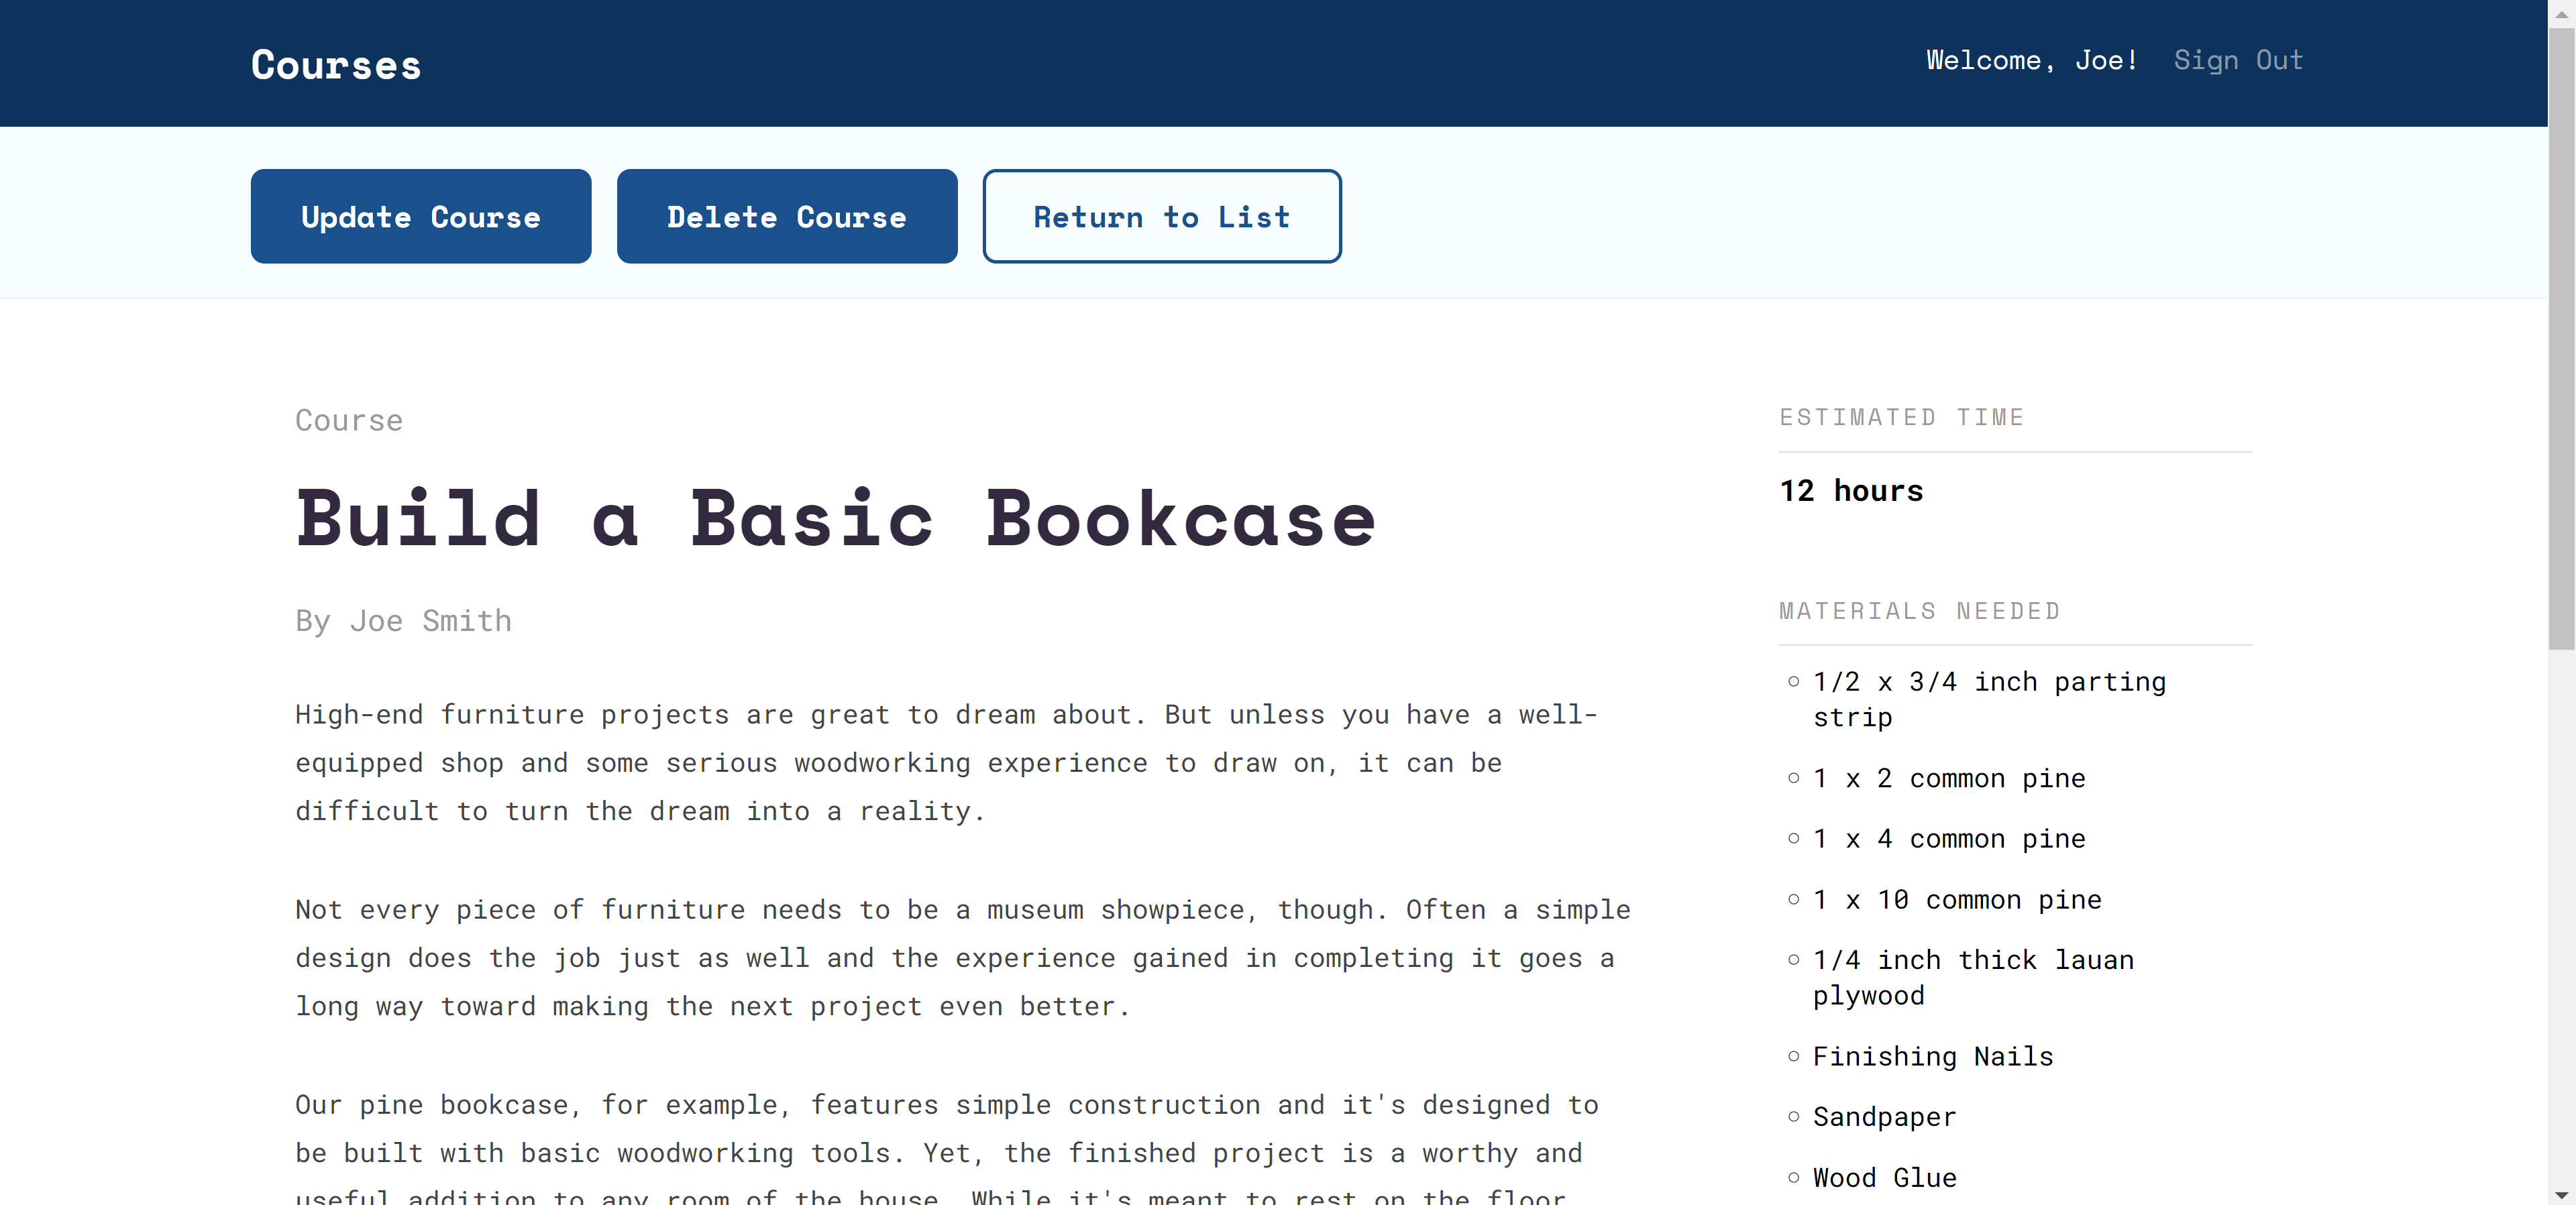 Courses
Welcome, Joe! Sign Out
Update Course Delete Course Return to List
Course
Build a Basic Bookcase
By Joe Smith
High-end furniture projects are great to dream about. But unless you have a well-
equipped shop and some serious woodworking experience to draw on, it can be
difficult to turn the dream into a reality.
Not every piece of furniture needs to be a museum showpiece, though. Often a simple
design does the job just as well and the experience gained in completing it goes a
long way toward making the next project even better.
Our pine bookcase, for example, features simple construction and it's designed to
be built with basic woodworking tools. Yet, the finished project is a worthy and
useful addition to any room of the house. While it's meant to rest on the floor
ESTIMATED TIME
12 hours
MATERIALS NEEDED
1/2 x 3/4 inch parting
strip
1 x 2 common pine
1 x 4 common pine
1 x 10 common pine
1/4 inch thick lauan
plywood
Finishing Nails
Sandpaper
Wood Glue